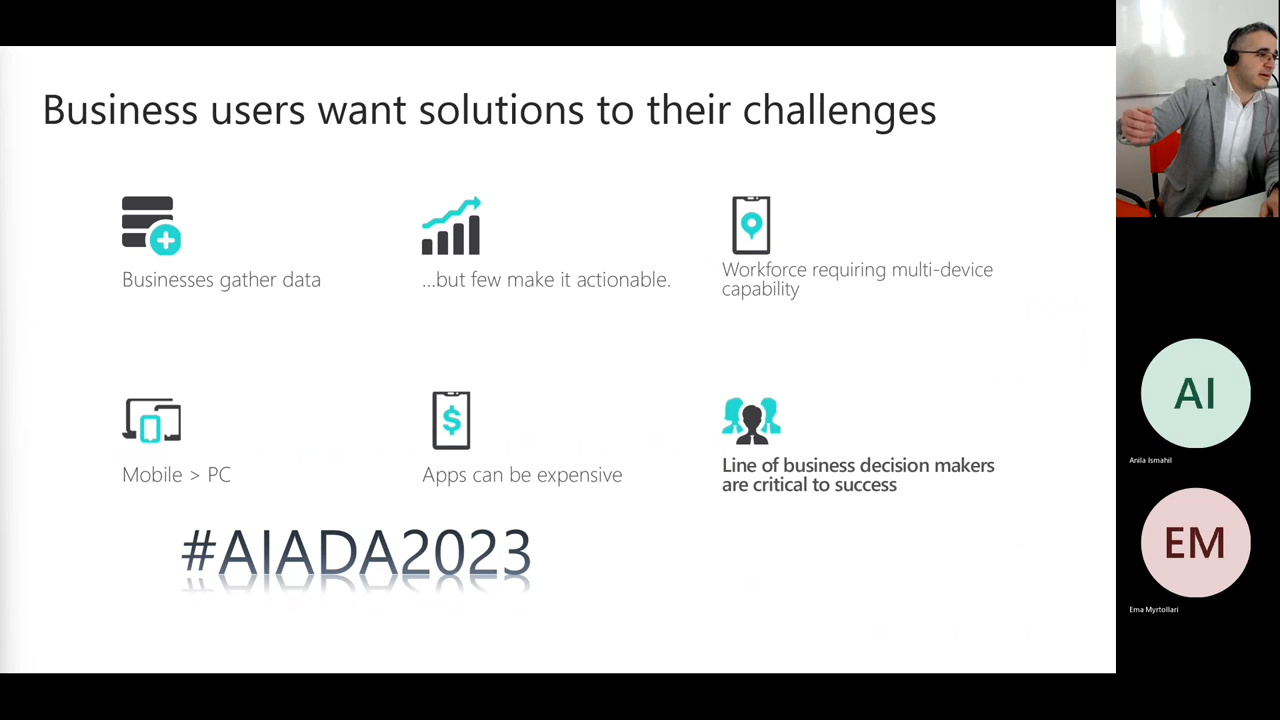 Business users want solutions to their challenges
Businesses gather data
...but few make it actionable.
Workforce requiring multi-device
capability
Mobile > PC
Apps can be expensive
Line of business decision makers
are critical to success
#AIADA2023
AI
Anila Ismahil
EM
Ema Myrtollari